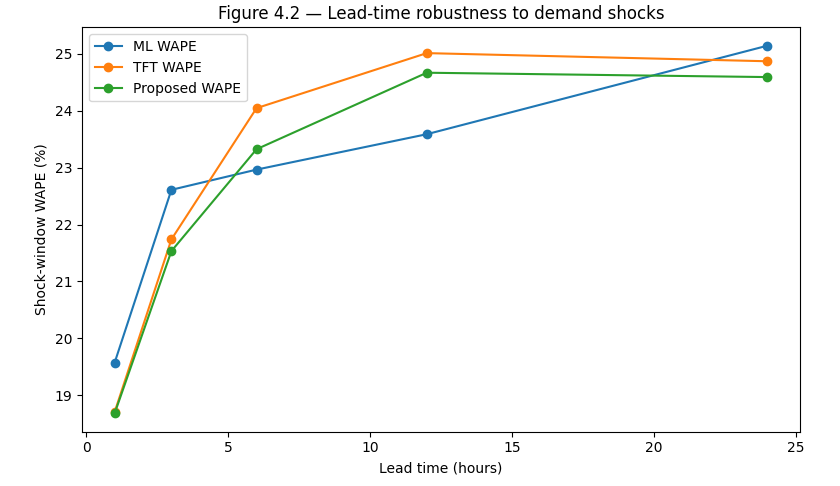 Figure 4.2 — Lead-time robustness to demand shocks
ML WAPE
TFT WAPE
Proposed WAPE
Shock-window WAPE (%)
25
24
23
22
21
20
19
0 5 10 15 20 25
Lead time (hours)